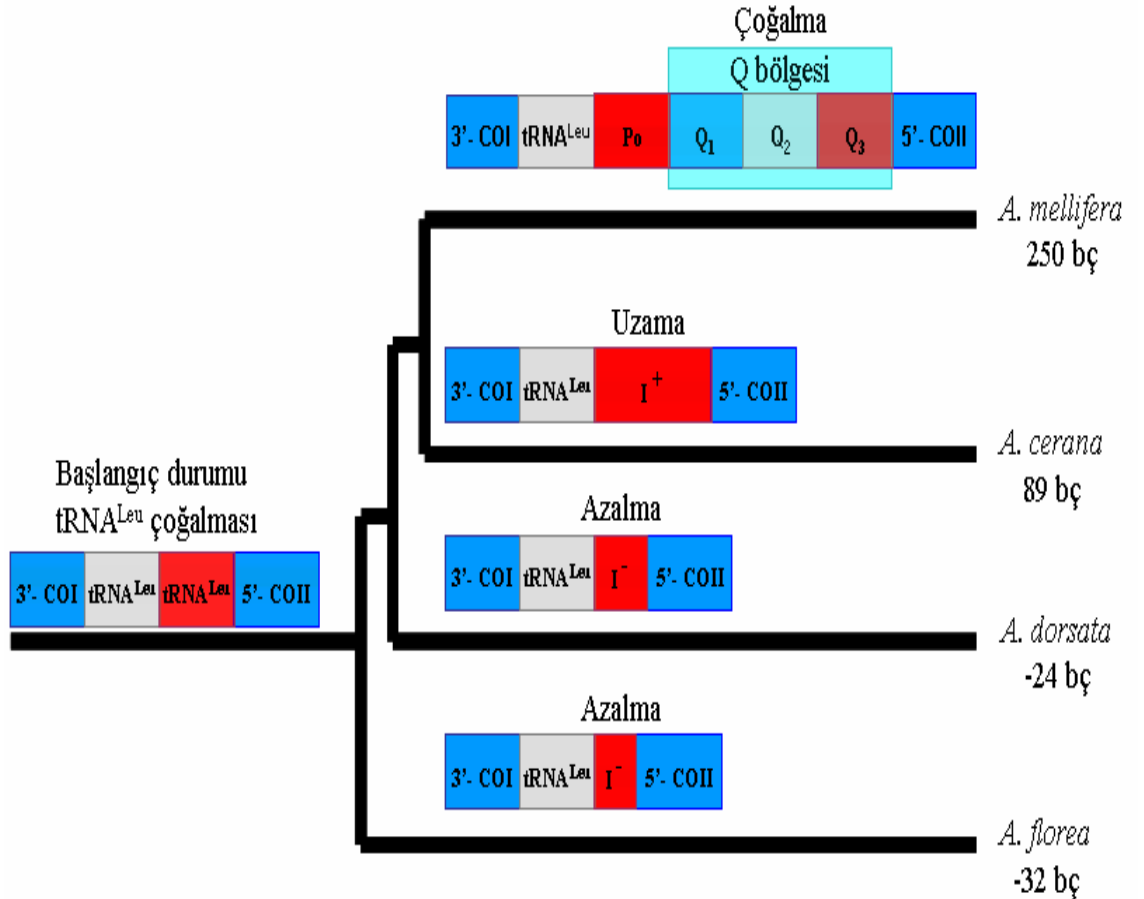 Çoğalma
Q bölgesi
3’- COI tRNA^Leu Po Q₁ Q₂ Q₃ 5’- COII
A. mellifera
250 bç
Uzama
3’- COI tRNA^Leu I⁺ 5’- COII
A. cerana
89 bç
Başlangıç durumu
tRNA^Leu çoğalması
3’- COI tRNA^Leu tRNA^Leu 5’- COII
Azalma
3’- COI tRNA^Leu I⁻ 5’- COII
A. dorsata
-24 bç
Azalma
3’- COI tRNA^Leu I⁻ 5’- COII
A. florea
-32 bç